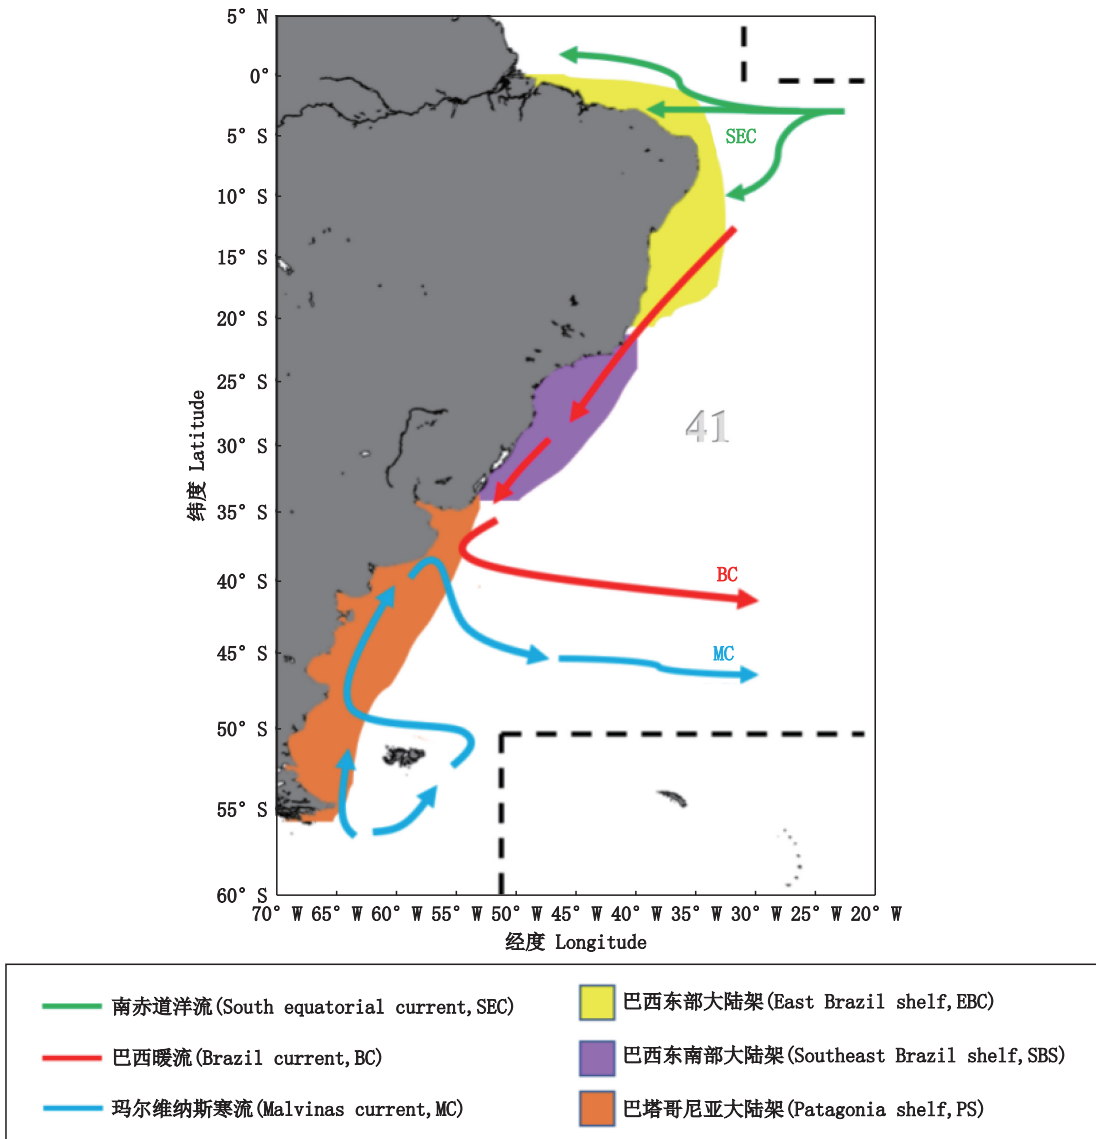 5° N
0°
5° S
SEC
10° S
15° S
20° S
25° S
41
30° S
35° S
BC
40° S
MC
45° S
50° S
55° S
60° S
纬度 Latitude
70° W 65° W 60° W 55° W 50° W 45° W 40° W 35° W 30° W 25° W 20° W
经度 Longitude
南赤道洋流(South equatorial current,SEC)
巴西暖流(Brazil current,BC)
玛尔维纳斯寒流(Malvinas current,MC)
巴西东部大陆架(East Brazil shelf,EBC)
巴西东南部大陆架(Southeast Brazil shelf,SBS)
巴塔哥尼亚大陆架(Patagonia shelf,PS)